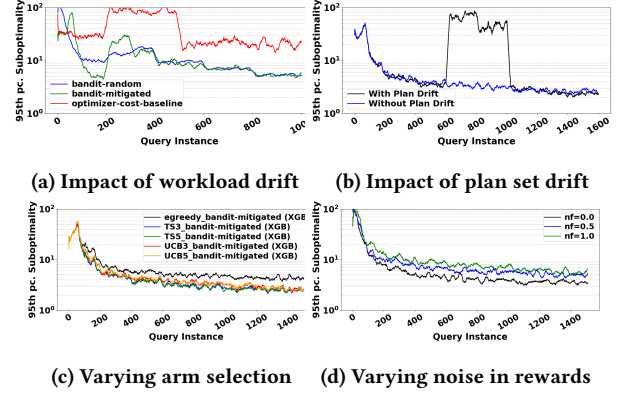 10²
95th pc. Suboptimality
10¹
10⁰
bandit-random
bandit-mitigated
optimizer-cost-baseline
0
200
400
600
800
Query Instance
10²
95th pc. Suboptimality
10¹
10⁰
With Plan Drift
Without Plan Drift
0
200
400
600
800
1000
1200
1400
1600
Query Instance
(a) Impact of workload drift
(b) Impact of plan set drift
10²
95th pc. Suboptimality
10¹
10⁰
egreedy_bandit-mitigated (XGB
TS3_bandit-mitigated (XGB)
TS5_bandit-mitigated (XGB)
UCB3_bandit-mitigated (XGB)
UCB5_bandit-mitigated (XGB)
0
200
400
600
800
1000
1200
1400
Query Instance
10²
95th pc. Suboptimality
10¹
10⁰
nf=0.0
nf=0.5
nf=1.0
0
200
400
600
800
1000
1200
1400
Query Instance
(c) Varying arm selection
(d) Varying noise in rewards